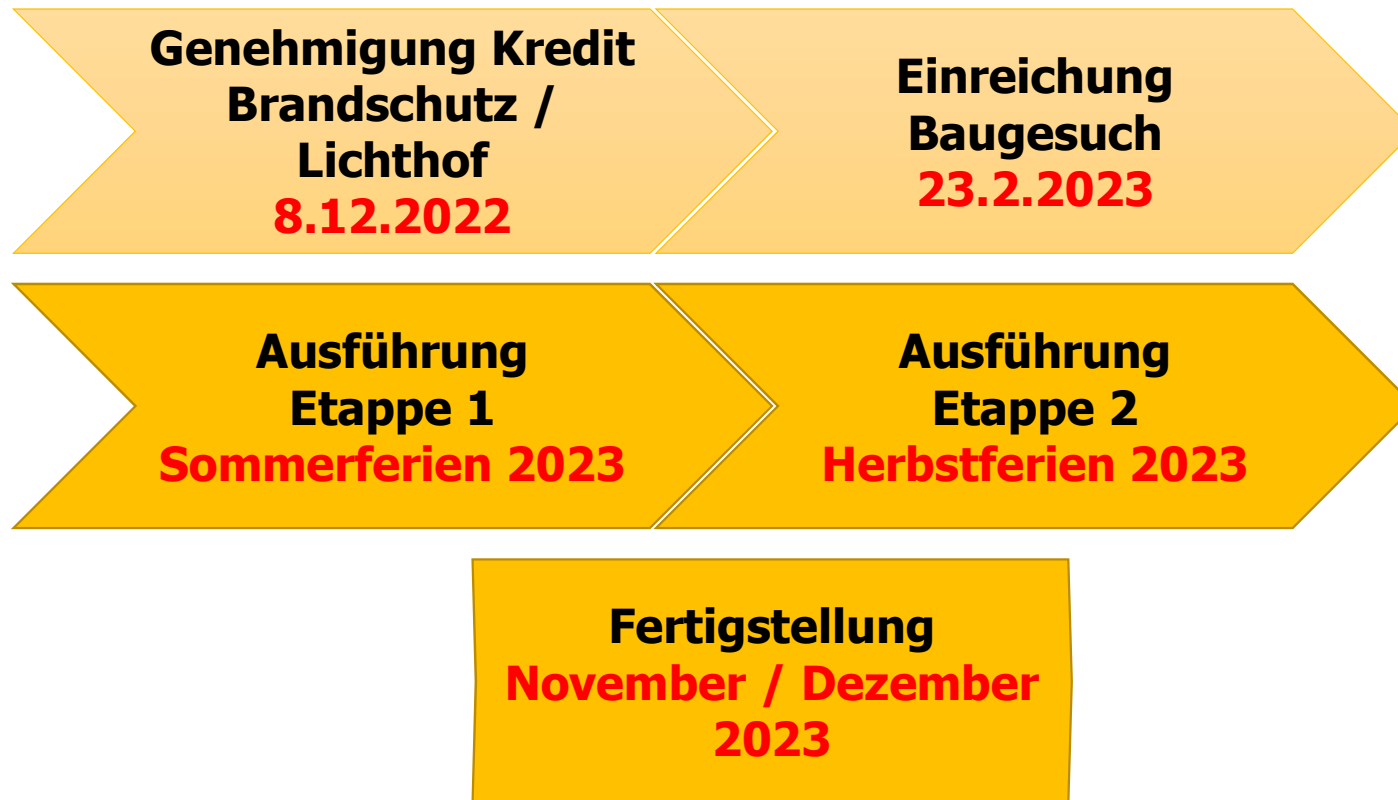 Genehmigung Kredit
Brandschutz /
Lichthof
8.12.2022
Einreichung
Baugesuch
23.2.2023
Ausführung
Etappe 1
Sommerferien 2023
Ausführung
Etappe 2
Herbstferien 2023
Fertigstellung
November / Dezember
2023